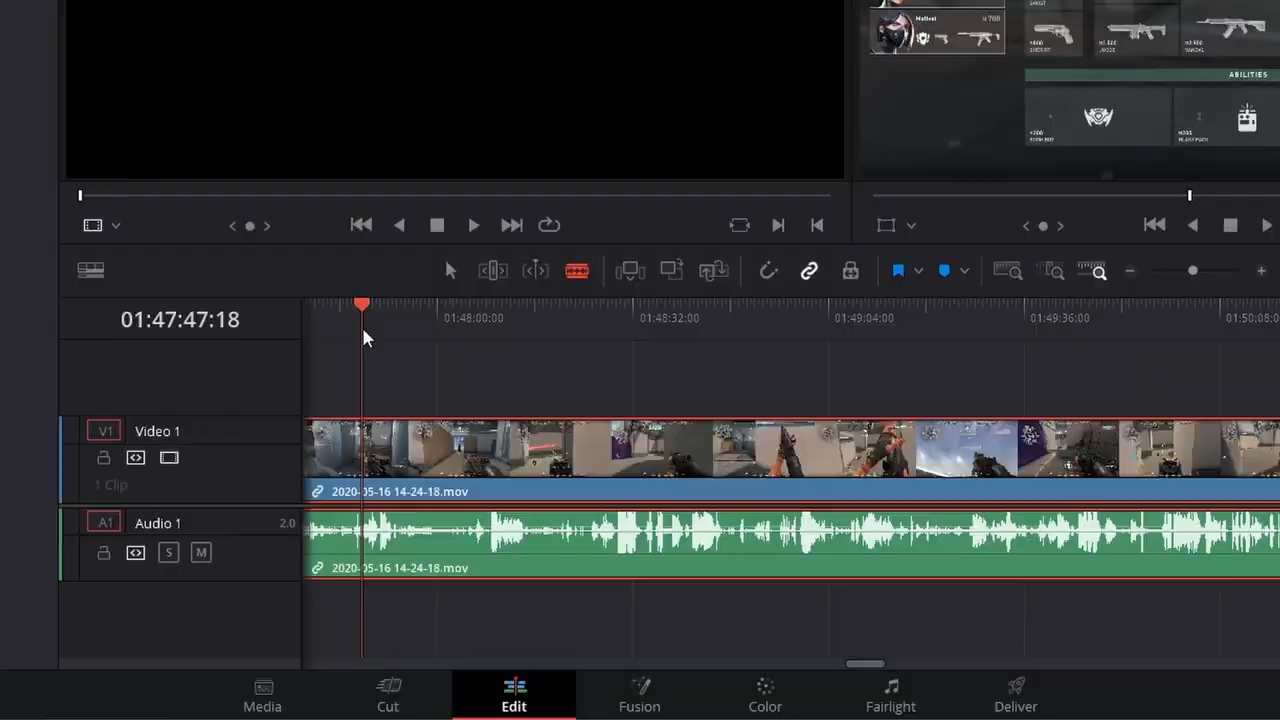 ABILITIES
01:47:47:18
01:48:00:00
01:48:32:00
01:49:04:00
01:49:36:00
01:50:08:0
V1 Video 1
1 Clip
2020-05-16 14-24-18.mov
A1 Audio 1 2.0
S M
2020-05-16 14-24-18.mov
Media Cut Edit Fusion Color Fairlight Deliver